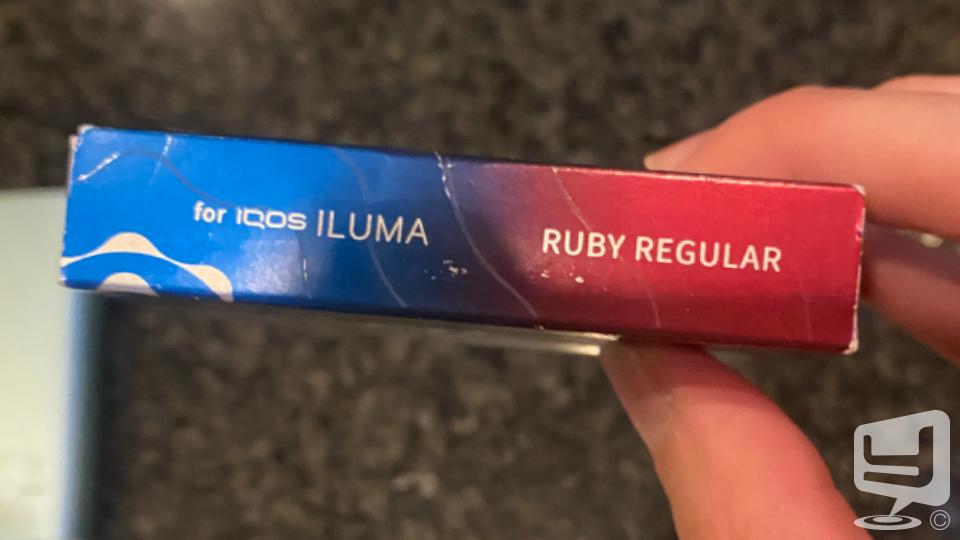 for IQOS ILUMA
RUBY REGULAR
©